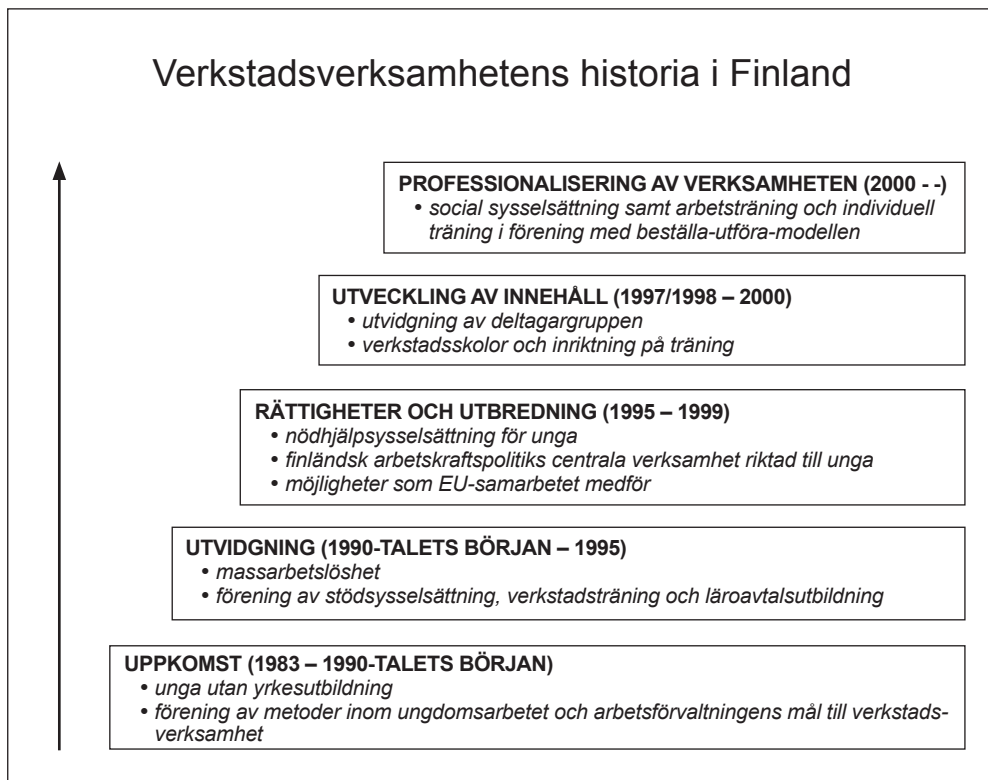 Verkstadsverksamhetens historia i Finland
PROFESSIONALISERING AV VERKSAMHETEN (2000 - -)
• social sysselsättning samt arbetsträning och individuell
träning i förening med beställa-utföra-modellen
UTVECKLING AV INNEHÅLL (1997/1998 – 2000)
• utvidgning av deltagargruppen
• verkstadsskolor och inriktning på träning
RÄTTIGHETER OCH UTBREDNING (1995 – 1999)
• nödhjälpsysselsättning för unga
• finländsk arbetskraftspolitiks centrala verksamhet riktad till unga
• möjligheter som EU-samarbetet medför
UTVIDGNING (1990-TALETS BÖRJAN – 1995)
• massarbetslöshet
• förening av stödsysselsättning, verkstadsträning och läroavtalsutbildning
UPPKOMST (1983 – 1990-TALETS BÖRJAN)
• unga utan yrkesutbildning
• förening av metoder inom ungdomsarbetet och arbetsförvaltningens mål till verkstads-
verksamhet